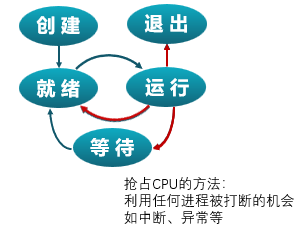 创建
退出
就绪
运行
等待
抢占CPU的方法：
利用任何进程被打断的机会
如中断、异常等